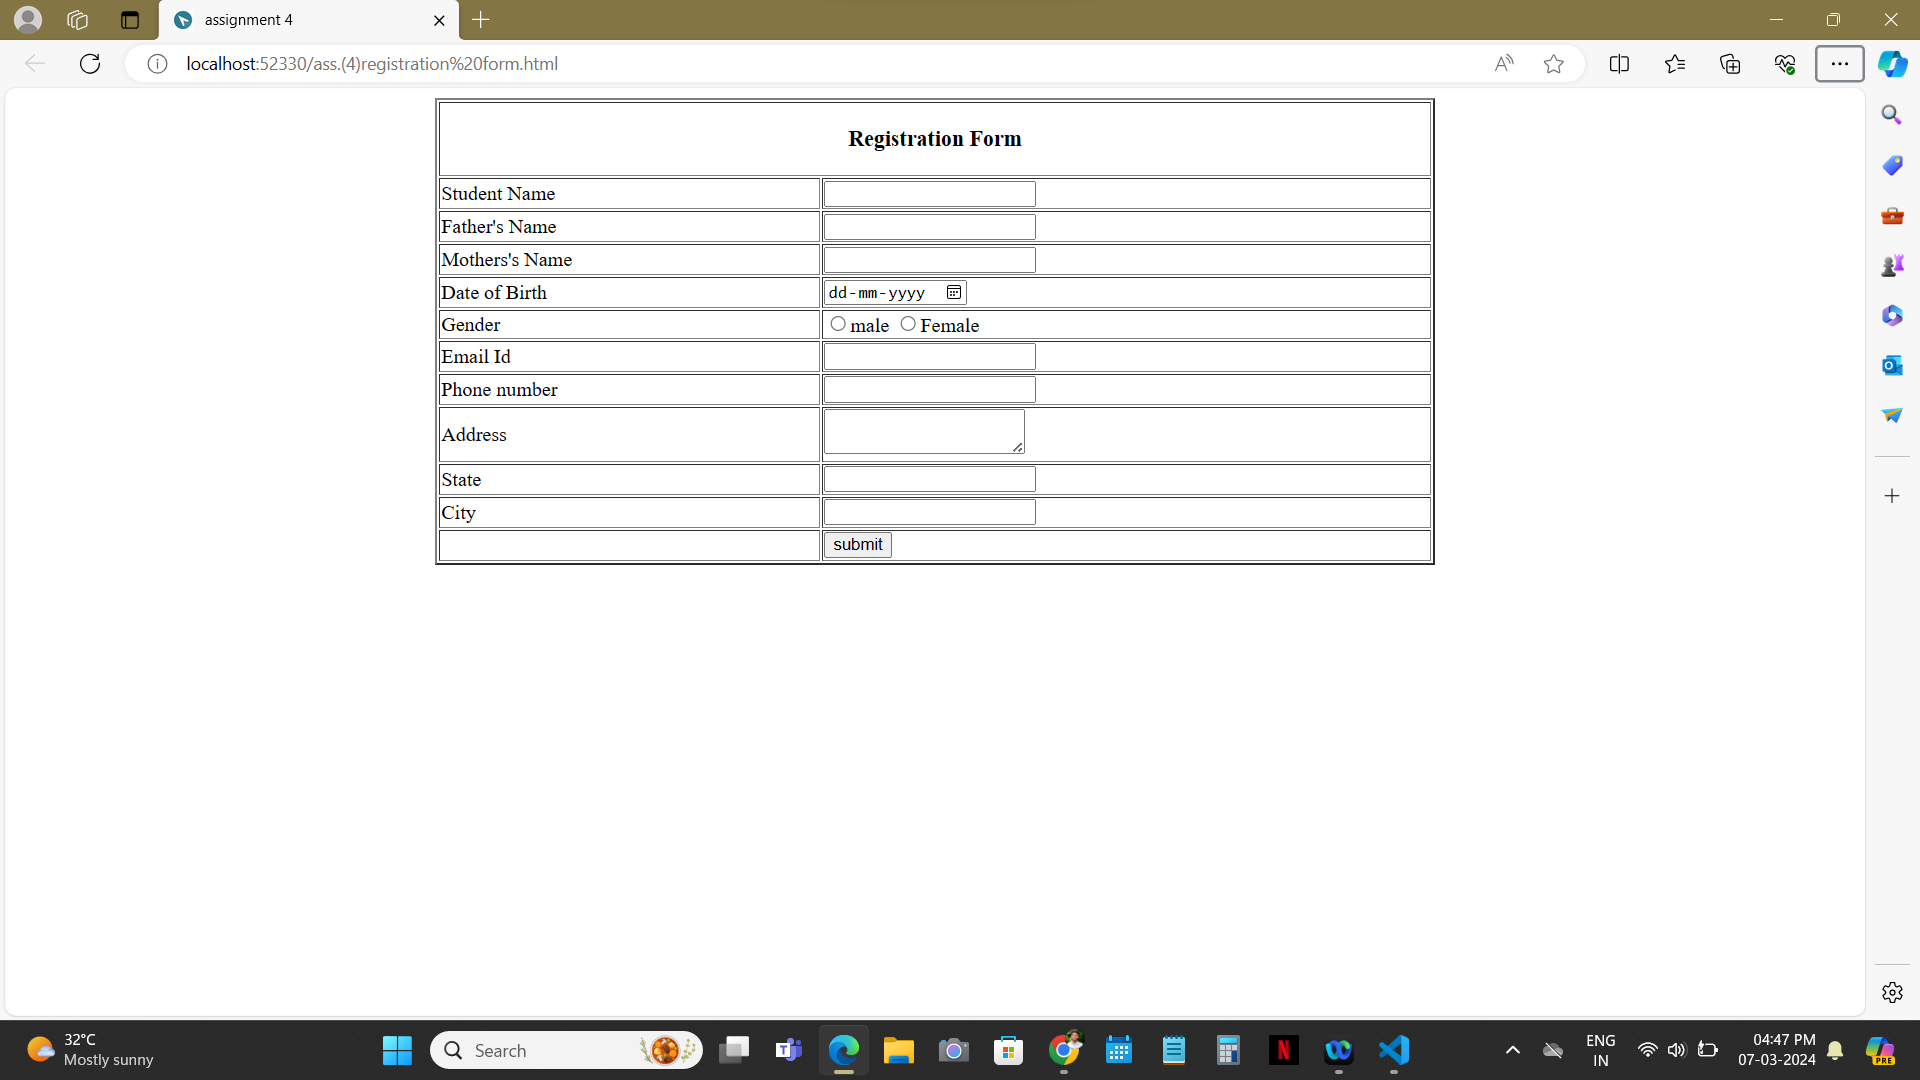 assignment 4
localhost:52330/ass.(4)registration%20form.html
Registration Form
Student Name
Father's Name
Mothers's Name
Date of Birth dd-mm-yyyy
Gender male Female
Email Id
Phone number
Address
State
City
submit
32°C
Mostly sunny
Search
ENG
IN
04:47 PM
07-03-2024
PRE